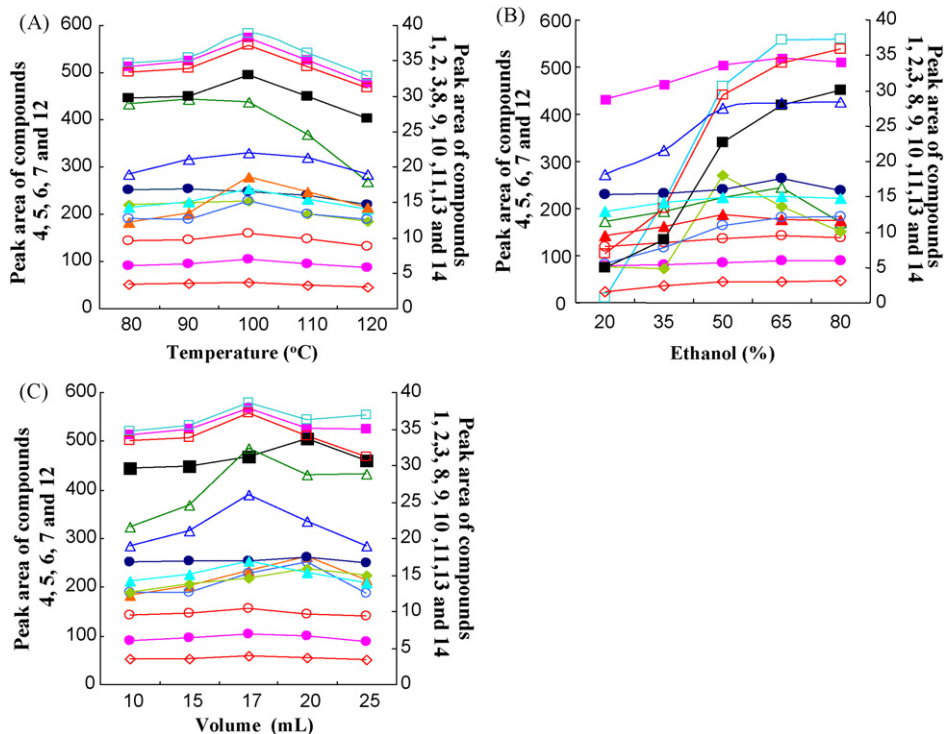 (A)
Peak area of compounds
4, 5, 6, 7 and 12
600
500
400
300
200
100
0
40
35
30
25
20
15
10
5
0
Peak area of compounds
1, 2, 3,8, 9, 10, 11,13 and 14
80 90 100 110 120
Temperature (°C)
(B)
Peak area of compounds
4, 5, 6, 7 and 12
600
500
400
300
200
100
0
40
35
30
25
20
15
10
5
0
Peak area of compounds
1, 2,3, 8, 9, 10 ,11,13 and 14
20 35 50 65 80
Ethanol (%)
(C)
Peak area of compounds
4, 5, 6, 7 and 12
600
500
400
300
200
100
0
40
35
30
25
20
15
10
5
0
Peak area of compounds
1, 2,3, 8, 9, 10 ,11,13 and 14
10 15 17 20 25
Volume (mL)